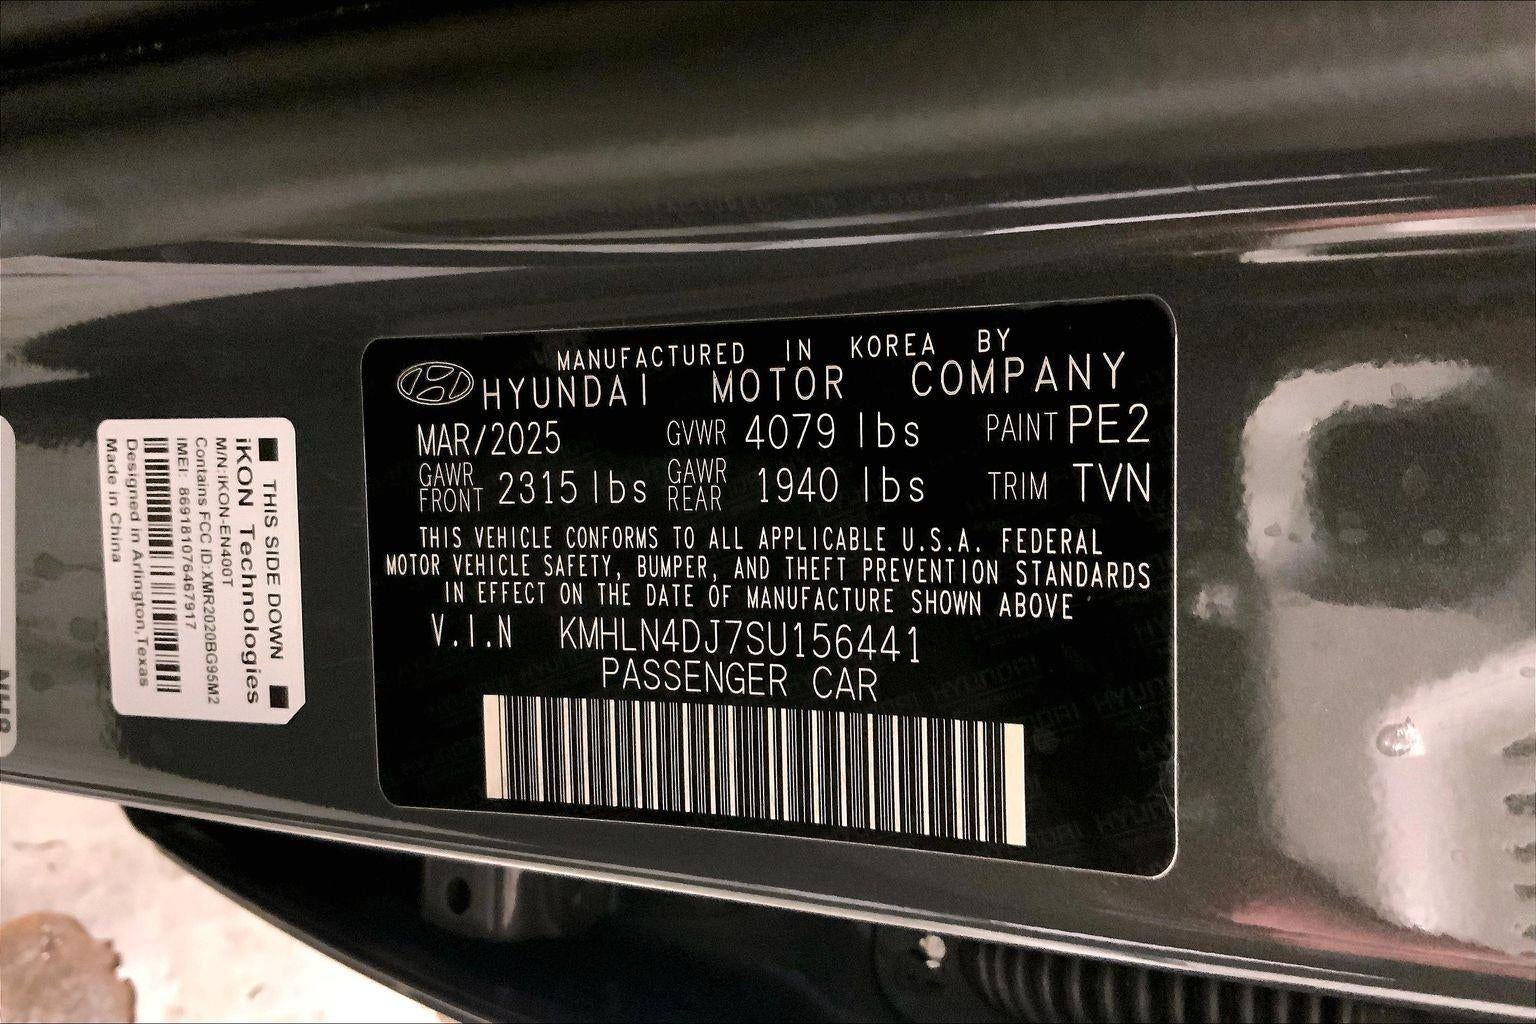 MANUFACTURED IN KOREA BY
HYUNDAI MOTOR COMPANY
MAR/2025 GVWR 4079 lbs PAINT PE2
GAWR FRONT 2315 lbs GAWR REAR 1940 lbs TRIM TVN
THIS VEHICLE CONFORMS TO ALL APPLICABLE U.S.A. FEDERAL
MOTOR VEHICLE SAFETY, BUMPER, AND THEFT PREVENTION STANDARDS
IN EFFECT ON THE DATE OF MANUFACTURE SHOWN ABOVE
V.I.N KMHLN4DJ7SU156441
PASSENGER CAR
THIS SIDE DOWN
iKON Technologies
M/N:IKON-EN4400T
Contains FCC ID:XMR2020BG95M2
IMEI: 869181076467917
Designed in Arlington,Texas
Made in China